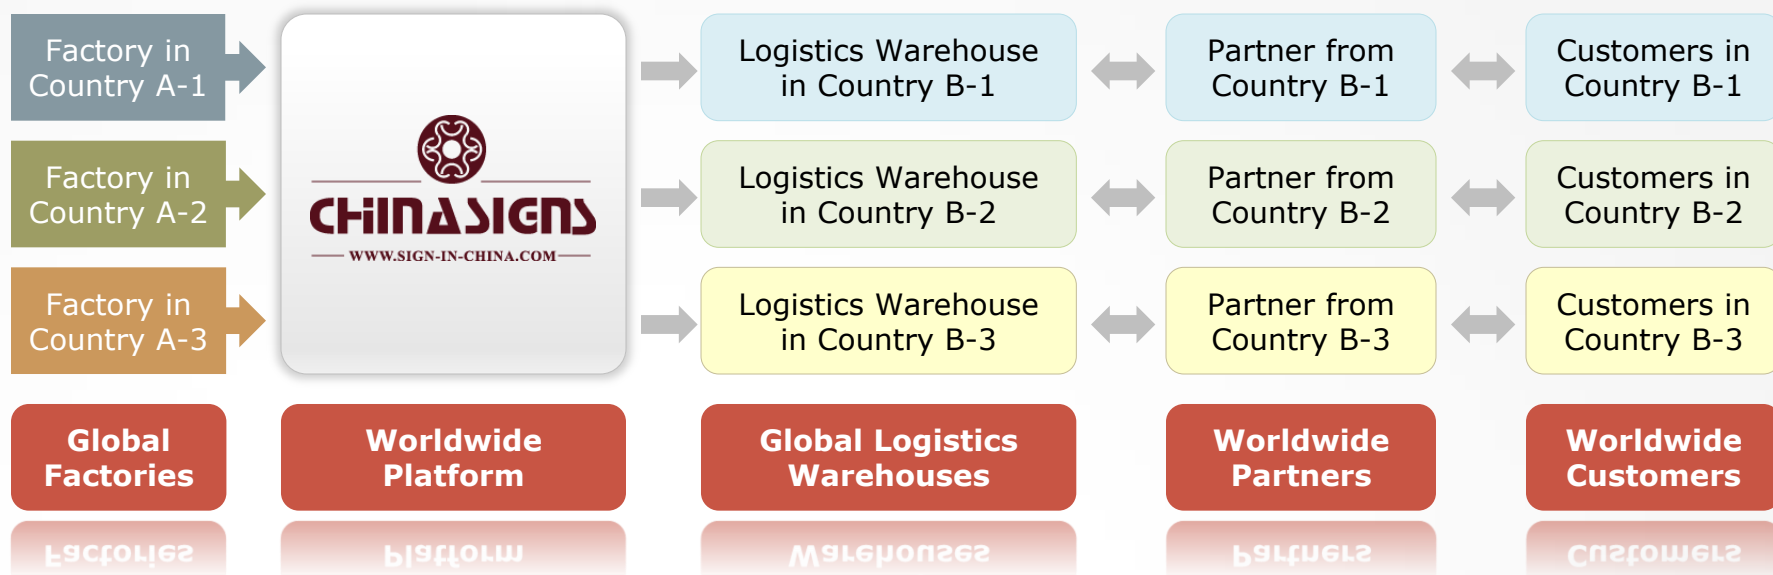 Factory in
Country A-1
Logistics Warehouse
in Country B-1
Partner from
Country B-1
Customers in
Country B-1
Factory in
Country A-2
CHINASIGNS
WWW.SIGN-IN-CHINA.COM
Logistics Warehouse
in Country B-2
Partner from
Country B-2
Customers in
Country B-2
Factory in
Country A-3
Logistics Warehouse
in Country B-3
Partner from
Country B-3
Customers in
Country B-3
Global
Factories
Worldwide
Platform
Global Logistics
Warehouses
Worldwide
Partners
Worldwide
Customers